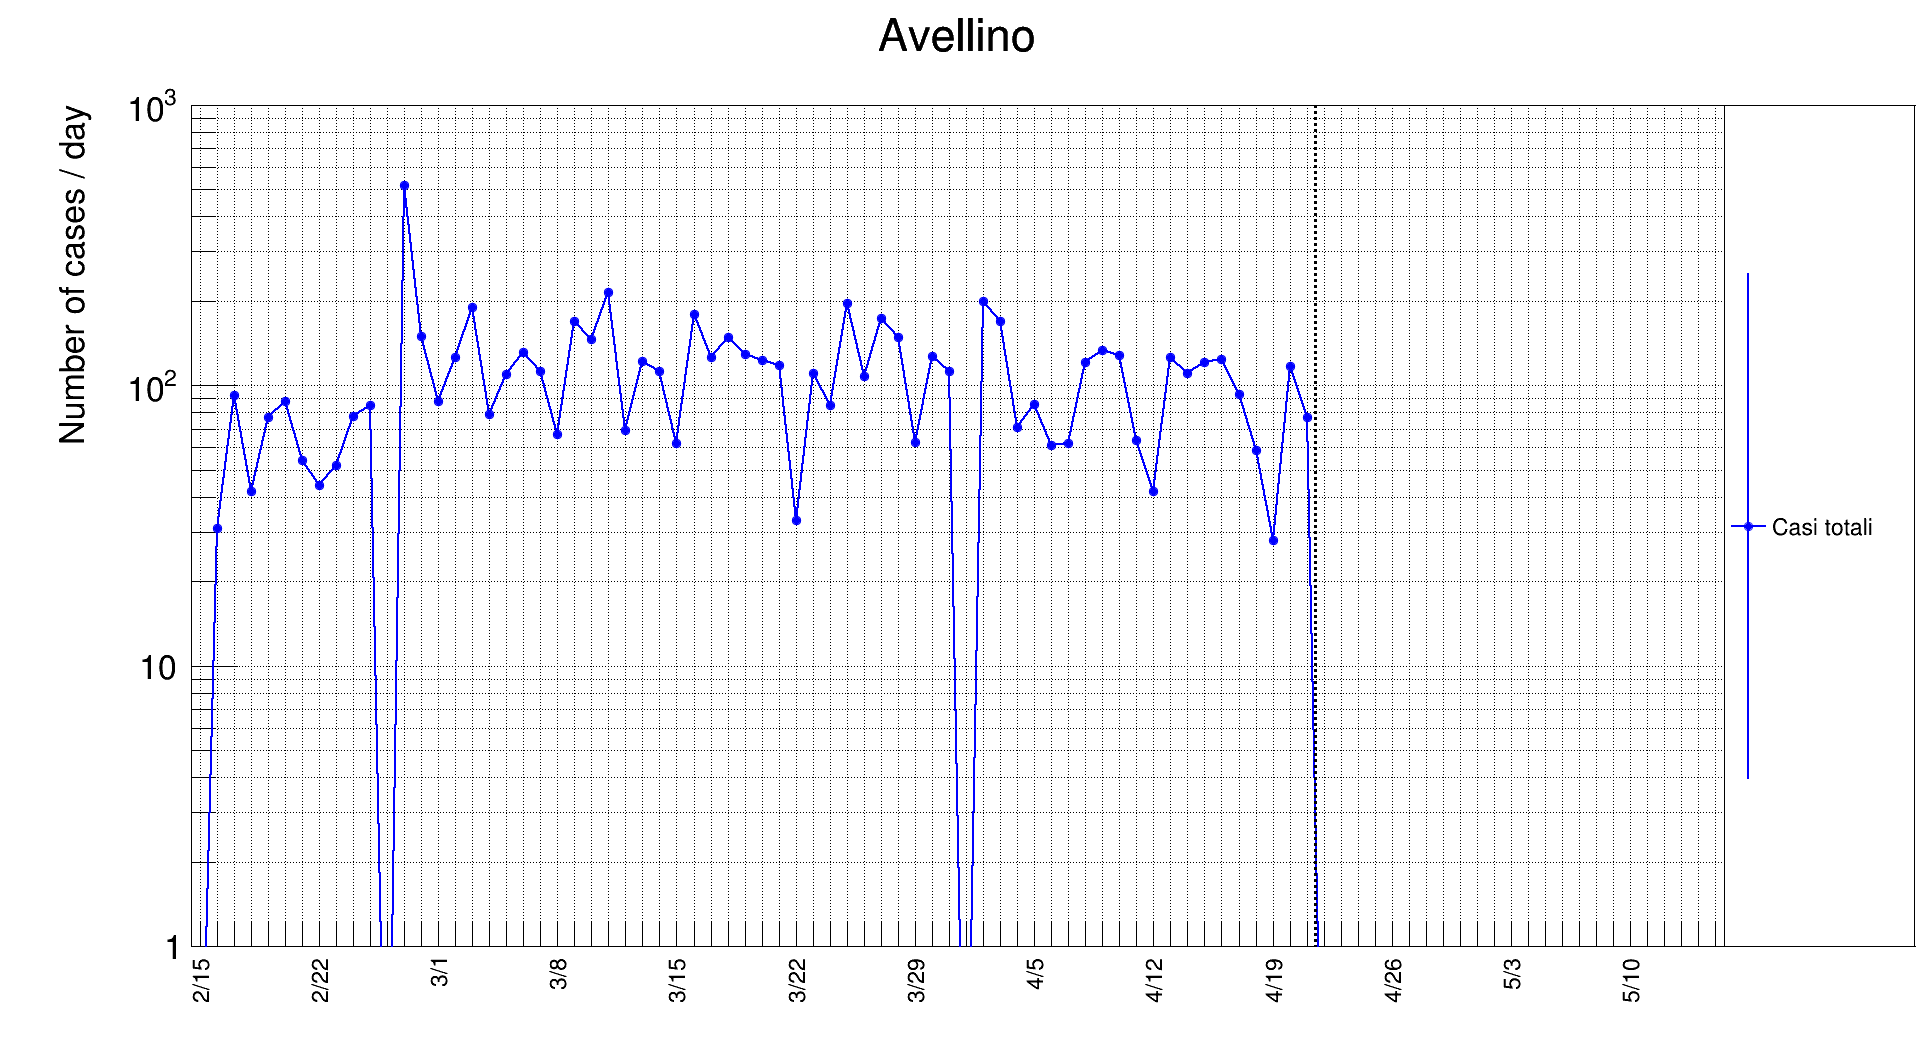 Avellino
Number of cases / day
10³
10²
10
1
2/15 2/22 3/1 3/8 3/15 3/22 3/29 4/5 4/12 4/19 4/26 5/3 5/10
Casi totali